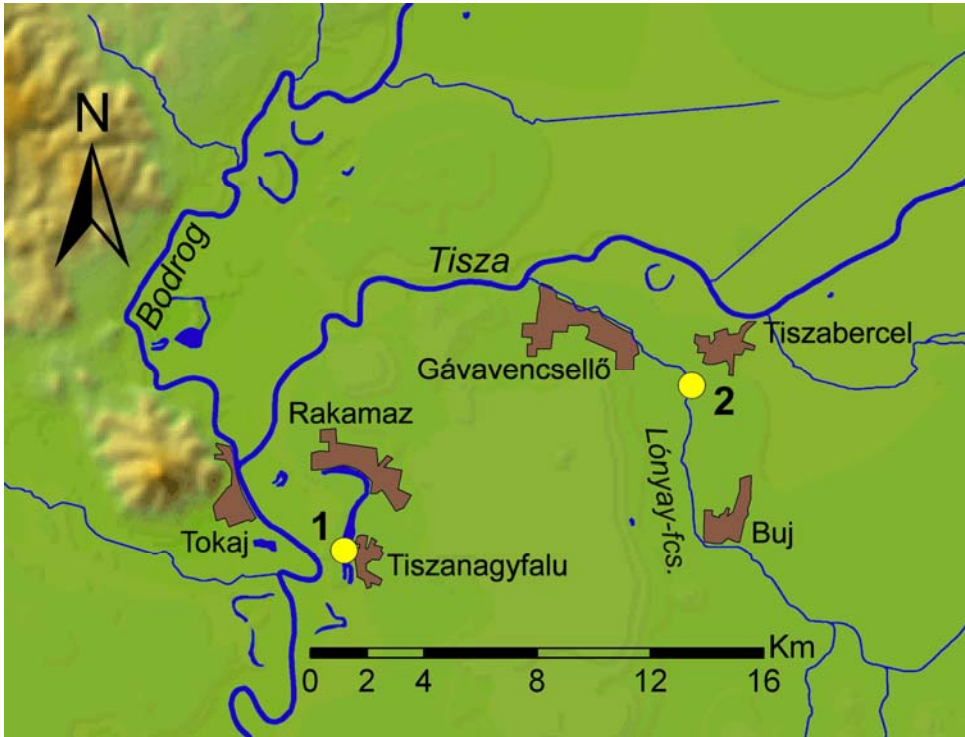 N
Bodrog
Tisza
Tiszabercel
Gávavencsellő
2
Rakamaz
Lónyay-fcs.
1
Tokaj
Buj
Tiszanagyfalu
Km
0 2 4 8 12 16